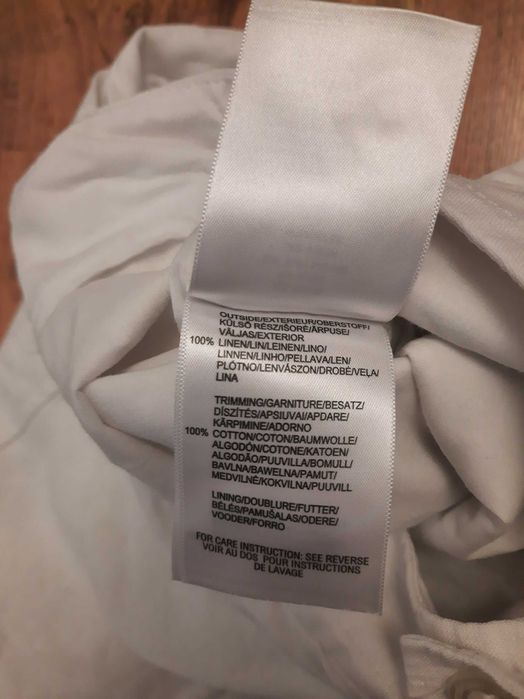 OUTSIDE/EXTERIEUR/OBERSTOFF/
KÜLSŐ RÉSZ/IŠORĖ/ĀRPUSE/
VÄLJAS/EXTERIOR
100% LINEN/LIN/LEINEN/LINO/
LINNEN/LINHO/PELLAVA/LEN/
PLÓTNO/LENVÁSZON/DROBĖ/VEĻA/
LINA
TRIMMING/GARNITURE/BESATZ/
DÍSZÍTÉS/APSIUVAI/APDARE/
KÄRPIMINE/ADORNO
100% COTTON/COTON/BAUMWOLLE/
ALGODÓN/COTONE/KATOEN/
ALGODÃO/PUUVILLA/BOMULL/
BAVLNA/BAWEŁNA/PAMUT/
MEDVILNĖ/KOKVILNA/PUUVILL
LINING/DOUBLURE/FUTTER/
BÉLÉS/PAMUŠALAS/ODERE/
VOODER/FORRO
FOR CARE INSTRUCTION: SEE REVERSE
VOIR AU DOS POUR INSTRUCTIONS
DE LAVAGE